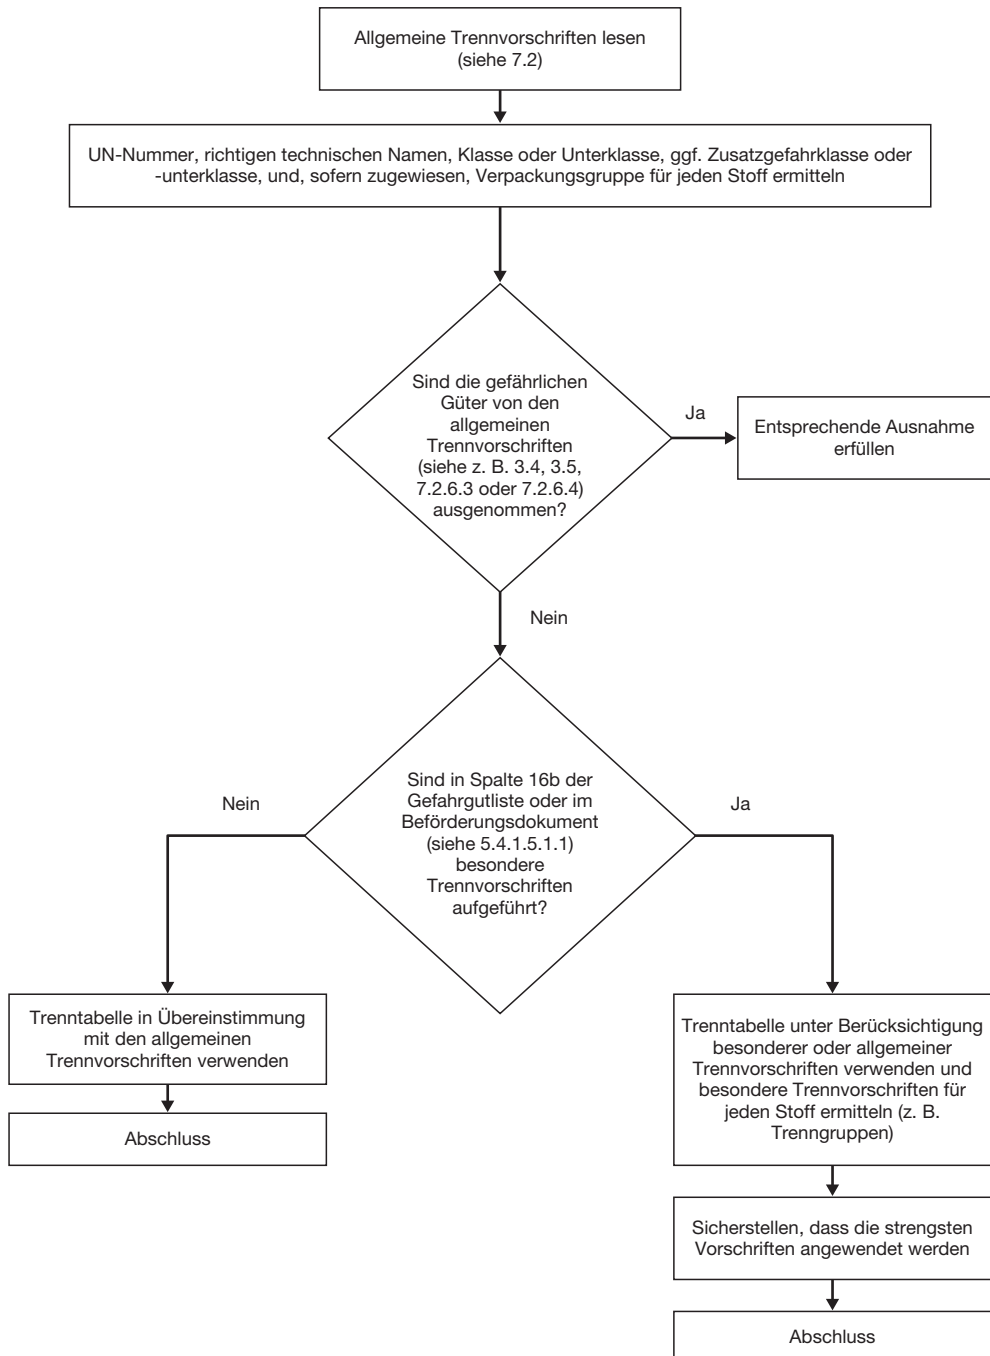 Allgemeine Trennvorschriften lesen
(siehe 7.2)
UN-Nummer, richtigen technischen Namen, Klasse oder Unterklasse, ggf. Zusatzgefahrklasse oder
-unterklasse, und, sofern zugewiesen, Verpackungsgruppe für jeden Stoff ermitteln
Sind die gefährlichen
Güter von den
allgemeinen
Trennvorschriften
(siehe z. B. 3.4, 3.5,
7.2.6.3 oder 7.2.6.4)
ausgenommen?
Ja
Entsprechende Ausnahme
erfüllen
Nein
Sind in Spalte 16b der
Gefahrgutliste oder im
Beförderungsdokument
(siehe 5.4.1.5.1.1)
besondere
Trennvorschriften
aufgeführt?
Nein
Ja
Trenntabelle in Übereinstimmung
mit den allgemeinen
Trennvorschriften verwenden
Abschluss
Trenntabelle unter Berücksichtigung
besonderer oder allgemeiner
Trennvorschriften verwenden und
besondere Trennvorschriften für
jeden Stoff ermitteln (z. B.
Trenngruppen)
Sicherstellen, dass die strengsten
Vorschriften angewendet werden
Abschluss